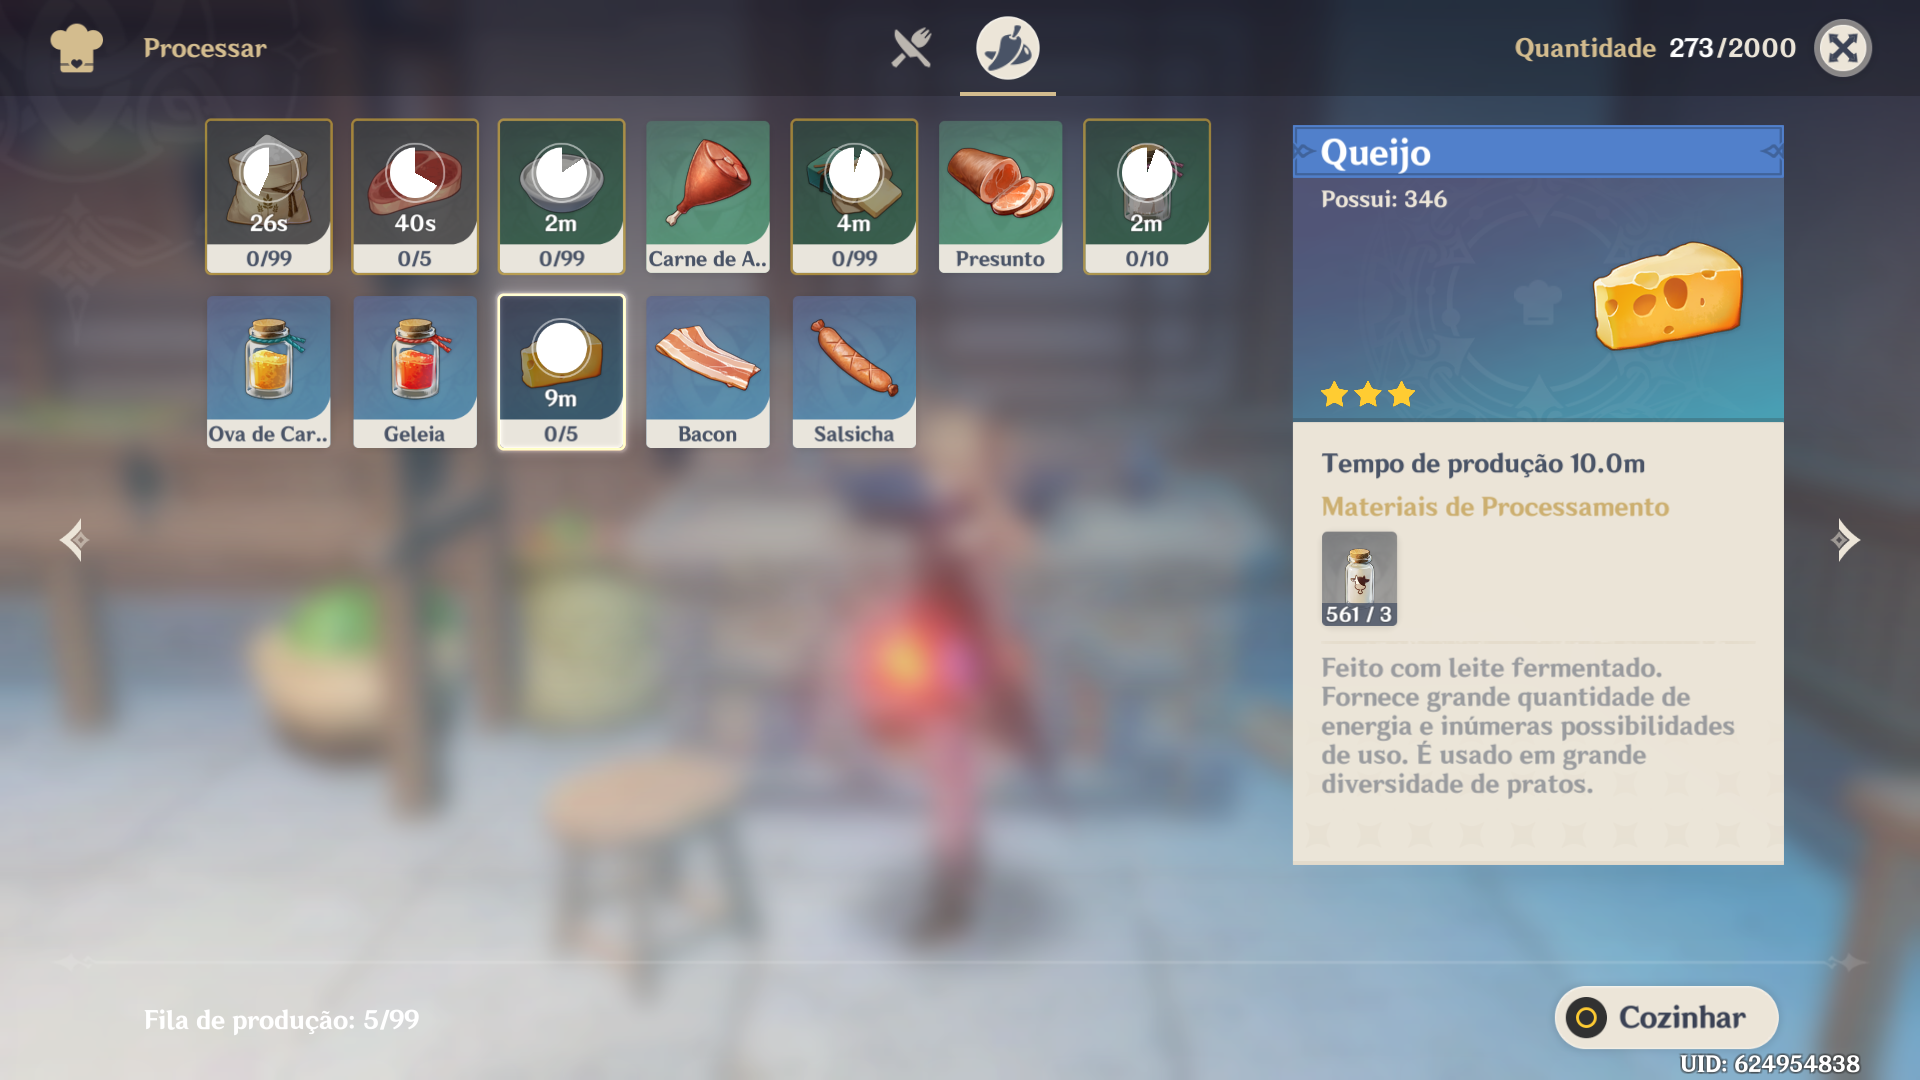 Processar
Quantidade 273/2000
26s
40s
2m
4m
2m
0/99
0/5
0/99
Carne de A..
0/99
Presunto
0/10
9m
Ova de Car..
Geleia
0/5
Bacon
Salsicha
Queijo
Possui: 346
Tempo de produção 10.0m
Materiais de Processamento
561 / 3
Feito com leite fermentado.
Fornece grande quantidade de
energia e inúmeras possibilidades
de uso. É usado em grande
diversidade de pratos.
Fila de produção: 5/99
Cozinhar
UID: 624954838